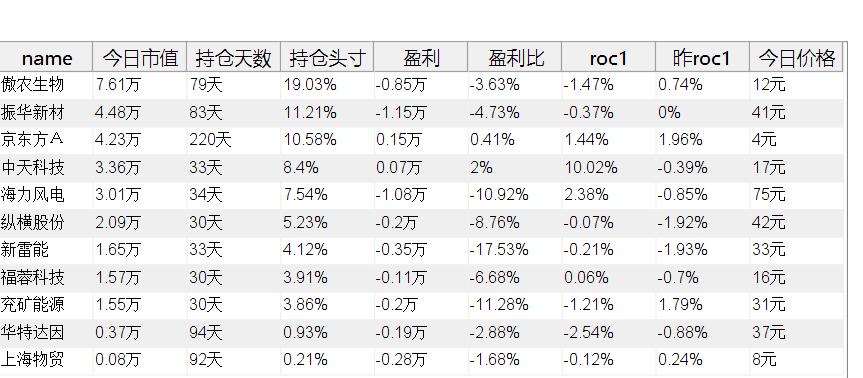 name 今日市值 持仓天数 持仓头寸 盈利 盈利比 roc1 昨roc1 今日价格
傲农生物 7.61万 79天 19.03% -0.85万 -3.63% -1.47% 0.74% 12元
振华新材 4.48万 83天 11.21% -1.15万 -4.73% -0.37% 0% 41元
京东方Ａ 4.23万 220天 10.58% 0.15万 0.41% 1.44% 1.96% 4元
中天科技 3.36万 33天 8.4% 0.07万 2% 10.02% -0.39% 17元
海力风电 3.01万 34天 7.54% -1.08万 -10.92% 2.38% -0.85% 75元
纵横股份 2.09万 30天 5.23% -0.2万 -8.76% -0.07% -1.92% 42元
新雷能 1.65万 33天 4.12% -0.35万 -17.53% -0.21% -1.93% 33元
福蓉科技 1.57万 30天 3.91% -0.11万 -6.68% 0.06% -0.7% 16元
兖矿能源 1.55万 30天 3.86% -0.2万 -11.28% -1.21% 1.79% 31元
华特达因 0.37万 94天 0.93% -0.19万 -2.88% -2.54% -0.88% 37元
上海物贸 0.08万 92天 0.21% -0.28万 -1.68% -0.12% 0.24% 8元